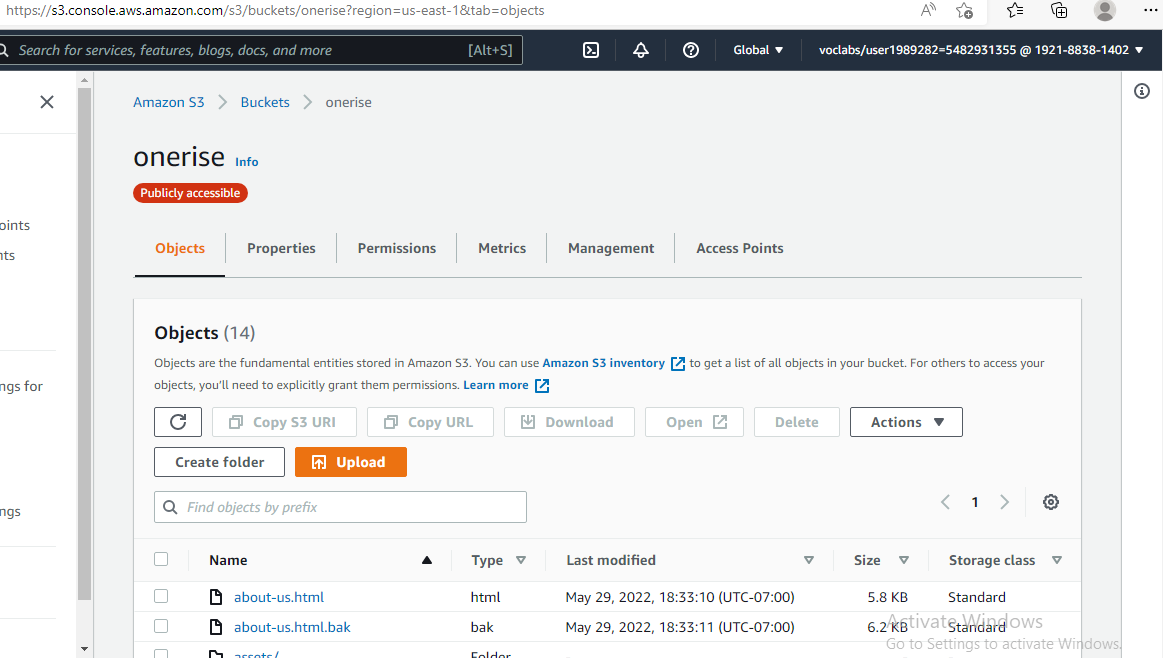 https://s3.console.aws.amazon.com/s3/buckets/onerise?region=us-east-1&tab=objects
Search for services, features, blogs, docs, and more [Alt+S] Global ▼ voclabs/user1989282=5482931355 @ 1921-8838-1402 ▼
Amazon S3 > Buckets > onerise
onerise Info
Publicly accessible
oints
nts
ngs for
ngs
Objects Properties Permissions Metrics Management Access Points
Objects (14)
Objects are the fundamental entities stored in Amazon S3. You can use Amazon S3 inventory to get a list of all objects in your bucket. For others to access your
objects, you'll need to explicitly grant them permissions. Learn more
Copy S3 URI Copy URL Download Open Delete Actions ▼
Create folder Upload
Find objects by prefix 1
Name ▲ Type ▽ Last modified ▽ Size ▽ Storage class ▽
about-us.html html May 29, 2022, 18:33:10 (UTC-07:00) 5.8 KB Standard
about-us.html.bak bak May 29, 2022, 18:33:11 (UTC-07:00) 6.2 KB Standard
assets/ Folder
Activate Windows
Go to Settings to activate Windows.